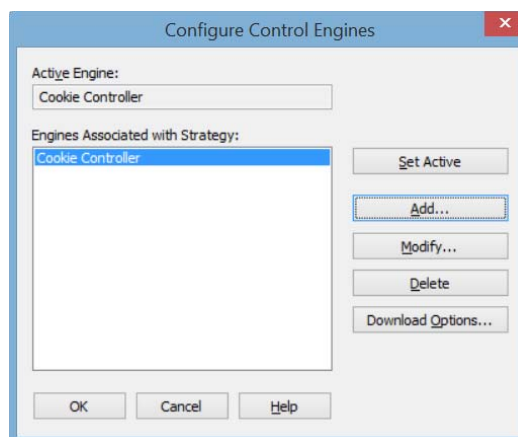 Configure Control Engines
x
Active Engine:
Cookie Controller
Engines Associated with Strategy:
Cookie Controller
Set Active
Add...
Modify...
Delete
Download Options...
OK
Cancel
Help